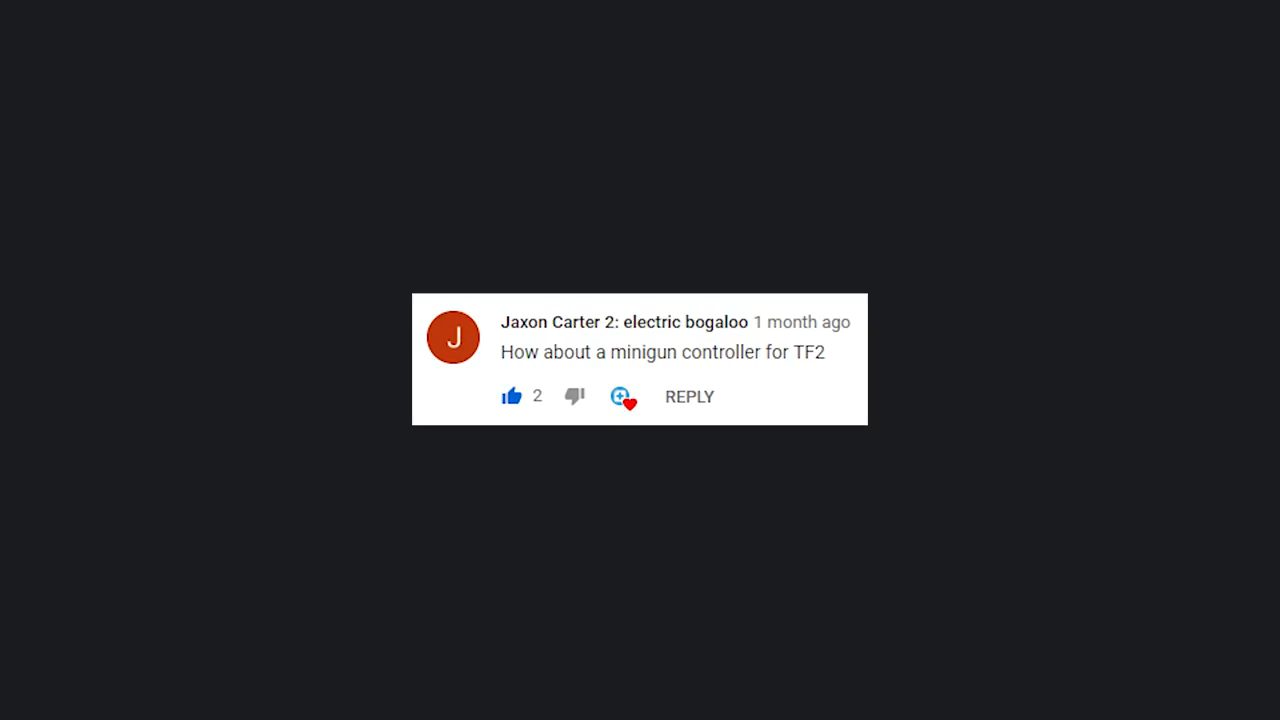 J
Jaxon Carter 2: electric bogaloo 1 month ago
How about a minigun controller for TF2
2 REPLY